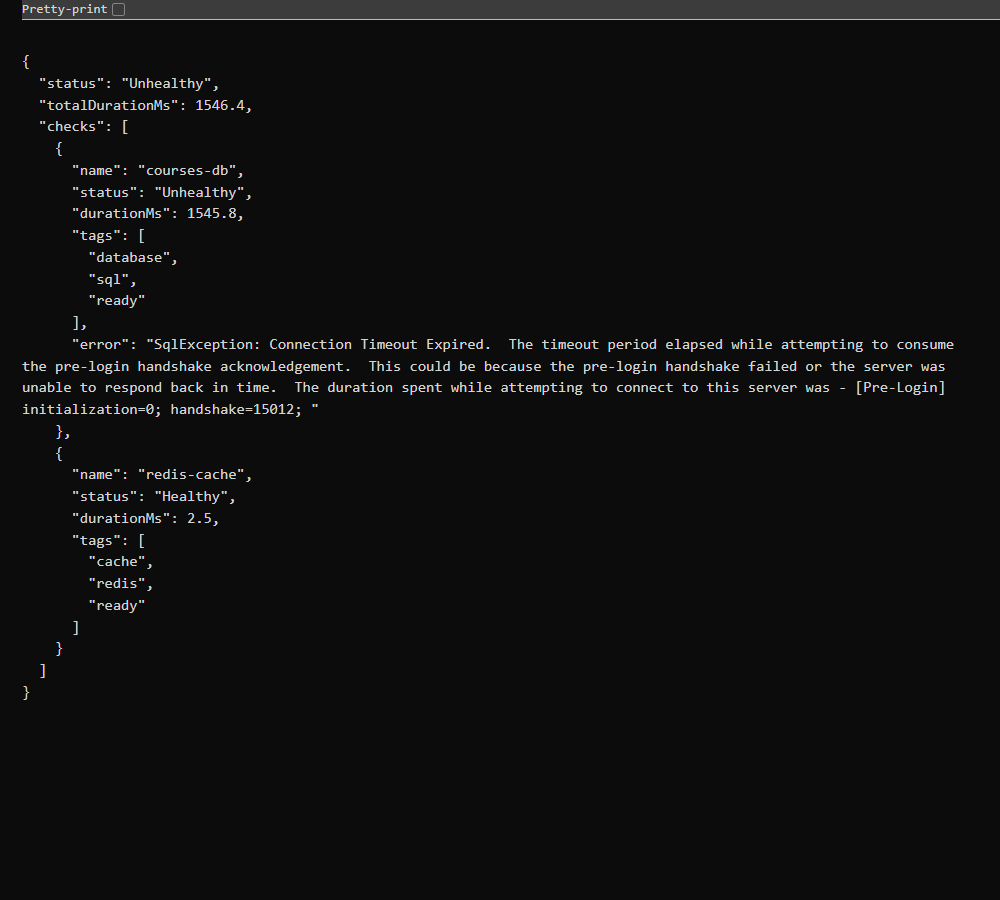 Pretty-print
{
  "status": "Unhealthy",
  "totalDurationMs": 1546.4,
  "checks": [
    {
      "name": "courses-db",
      "status": "Unhealthy",
      "durationMs": 1545.8,
      "tags": [
        "database",
        "sql",
        "ready"
      ],
      "error": "SqlException: Connection Timeout Expired.  The timeout period elapsed while attempting to consume
the pre-login handshake acknowledgement.  This could be because the pre-login handshake failed or the server was
unable to respond back in time.  The duration spent while attempting to connect to this server was - [Pre-Login]
initialization=0; handshake=15012; "
    },
    {
      "name": "redis-cache",
      "status": "Healthy",
      "durationMs": 2.5,
      "tags": [
        "cache",
        "redis",
        "ready"
      ]
    }
  ]
}